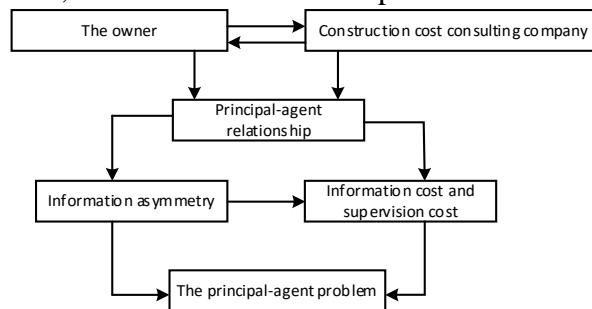 The owner
Construction cost consulting company
Principal-agent
relationship
Information asymmetry
Information cost and
supervision cost
The principal-agent problem